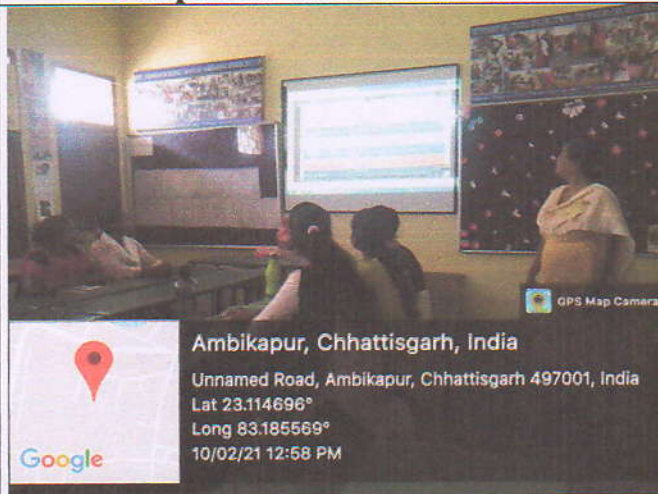 GPS Map Camera
Ambikapur, Chhattisgarh, India
Unnamed Road, Ambikapur, Chhattisgarh 497001, India
Lat 23.114696°
Long 83.185569°
10/02/21 12:58 PM
Google